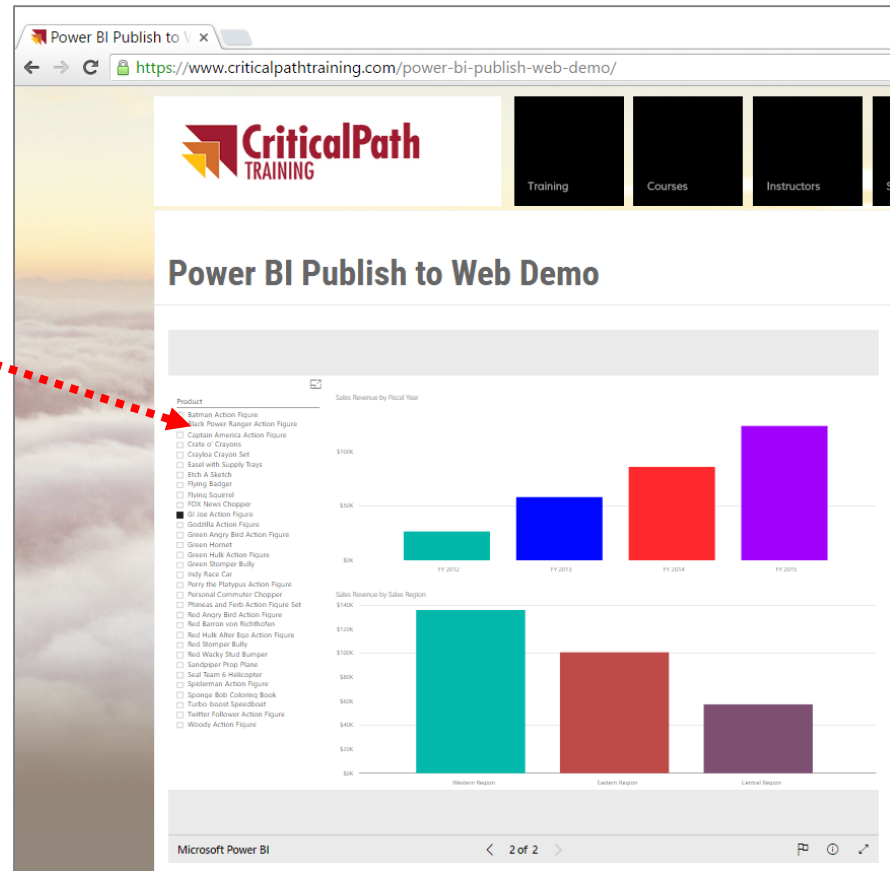 Power BI Publish to W
https://www.criticalpathtraining.com/power-bi-publish-web-demo/
CriticalPath
TRAINING
Training
Courses
Instructors
S
Power BI Publish to Web Demo
Product
Batman Action Figure
Black Power Ranger Action Figure
Captain America Action Figure
Crate o' Crayons
Crayloa Crayon Set
Easel with Supply Trays
Etch A Sketch
Flying Badger
Flying Squirrel
FOX News Chopper
GI Joe Action Figure
Godzilla Action Figure
Green Angry Bird Action Figure
Green Hornet
Green Hulk Action Figure
Green Stomper Bully
Indy Race Car
Perry the Platypus Action Figure
Personal Commuter Chopper
Phineas and Ferb Action Figure Set
Red Angry Bird Action Figure
Red Barron von Richthofen
Red Hulk Alter Ego Action Figure
Red Stomper Bully
Red Wacky Stud Bumper
Sandpiper Prop Plane
Seal Team 6 Helicopter
Spiderman Action Figure
Sponge Bob Coloring Book
Turbo-boost Speedboat
Twitter Follower Action Figure
Woody Action Figure
Sales Revenue by Fiscal Year
$100K
$50K
$0K
FY 2012 FY 2013 FY 2014 FY 2015
Sales Revenue by Sales Region
$140K
$120K
$100K
$80K
$60K
$40K
$20K
$0K
Western Region Eastern Region Central Region
Microsoft Power BI
2 of 2